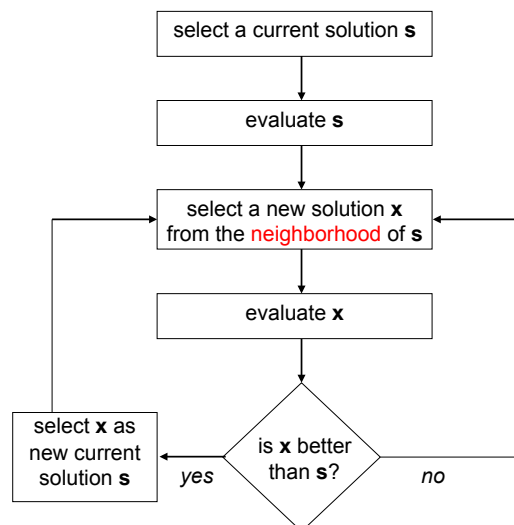 select a current solution s
evaluate s
select a new solution x
from the neighborhood of s
evaluate x
is x better
than s?
select x as
new current
solution s
yes
no